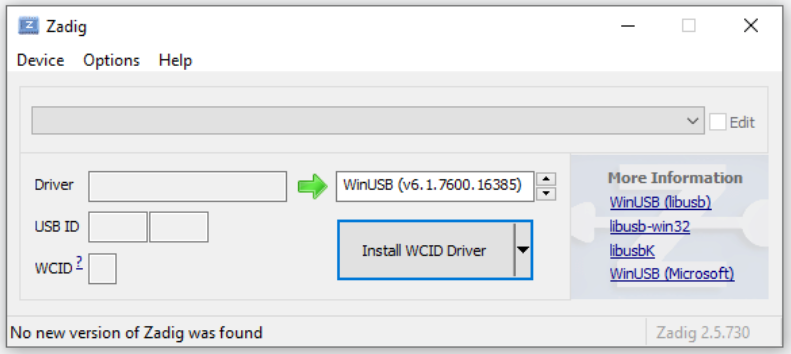 Zadig
Device Options Help
Edit
Driver
WinUSB (v6.1.7600.16385)
USB ID
WCID ?
Install WCID Driver
More Information
WinUSB (libusb)
libusb-win32
libusbK
WinUSB (Microsoft)
No new version of Zadig was found
Zadig 2.5.730